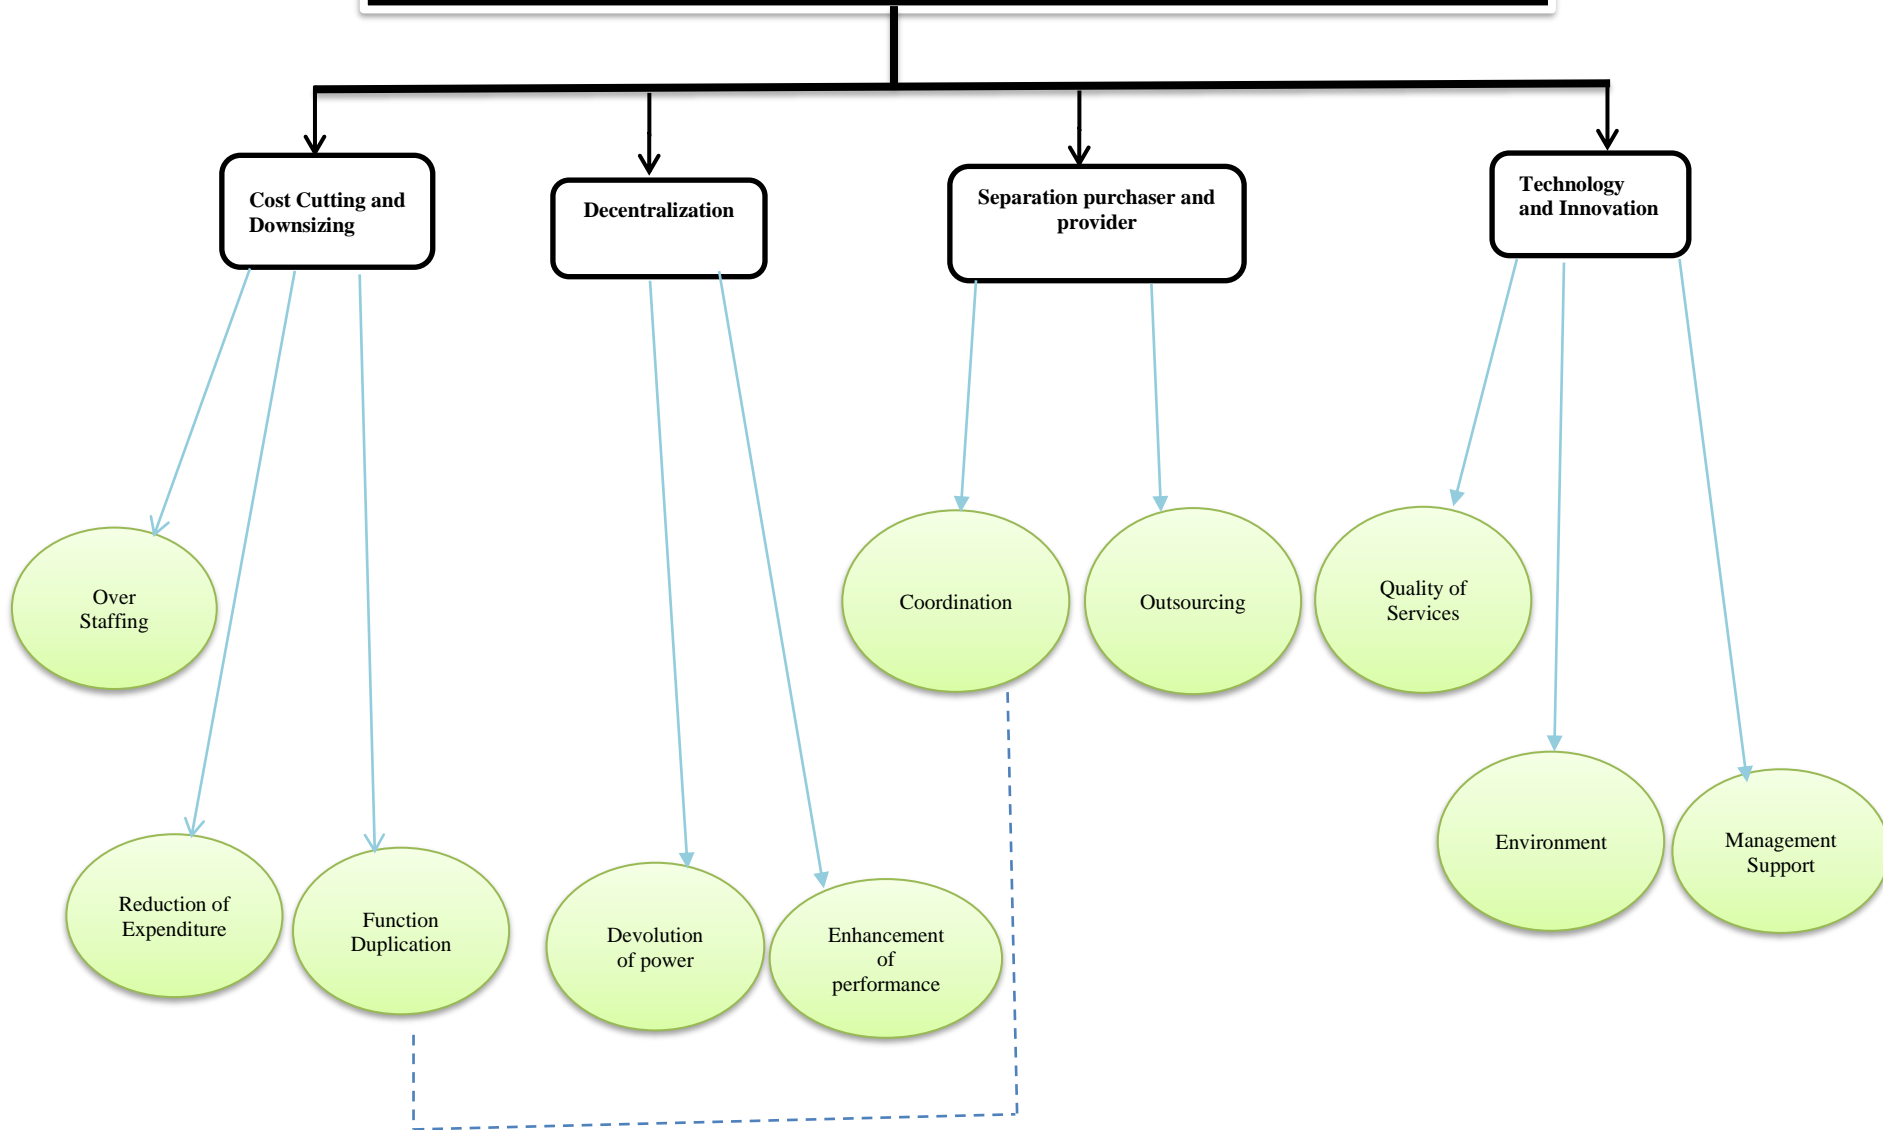 Cost Cutting and
Downsizing
Decentralization
Separation purchaser and
provider
Technology
and Innovation
Over
Staffing
Coordination
Outsourcing
Quality of
Services
Reduction of
Expenditure
Function
Duplication
Devolution
of power
Enhancement
of
performance
Environment
Management
Support